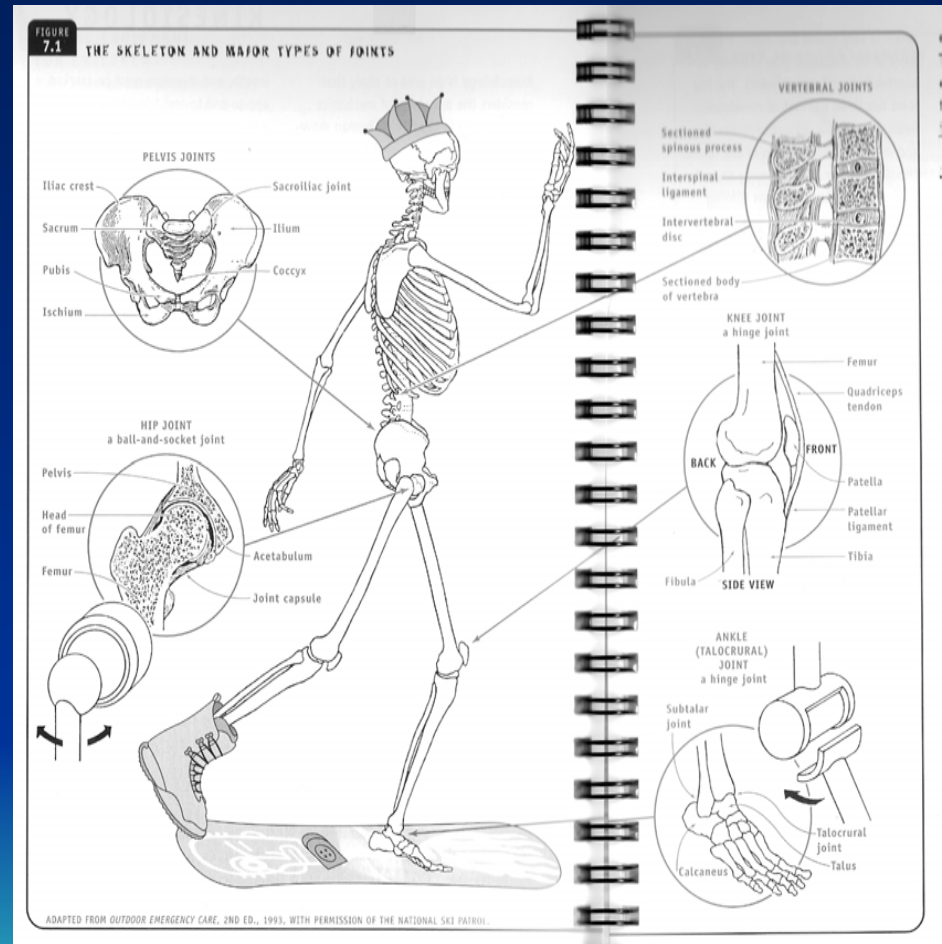 FIGURE
7.1
THE SKELETON AND MAJOR TYPES OF JOINTS
PELVIS JOINTS
Iliac crest
Sacroiliac joint
Sacrum
Ilium
Pubis
Coccyx
Ischium
HIP JOINT
a ball-and-socket joint
Pelvis
Head
of femur
Acetabulum
Femur
Joint capsule
VERTEBRAL JOINTS
Sectioned
spinous process
Interspinal
ligament
Intervertebral
disc
Sectioned body
of vertebra
KNEE JOINT
a hinge joint
Femur
Quadriceps
tendon
BACK
FRONT
Patella
Patellar
ligament
Tibia
Fibula
SIDE VIEW
ANKLE
(TALOCRURAL)
JOINT
a hinge joint
Subtalar
joint
Talocrural
joint
Calcaneus
Talus
ADAPTED FROM OUTDOOR EMERGENCY CARE, 2ND ED., 1993, WITH PERMISSION OF THE NATIONAL SKI PATROL.